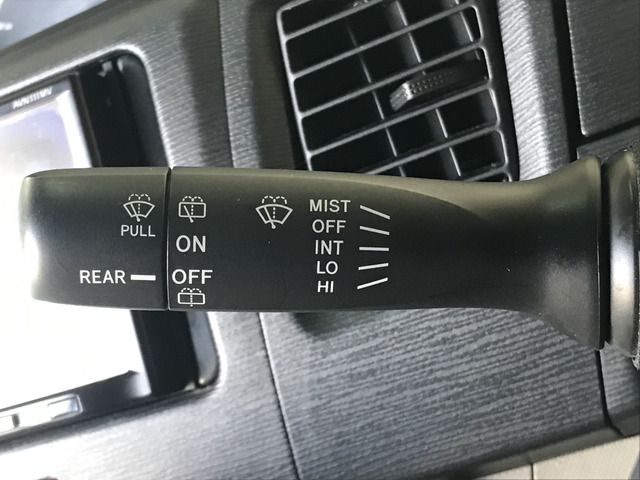 PULL
ON
REAR OFF
MIST
OFF
INT
LO
HI